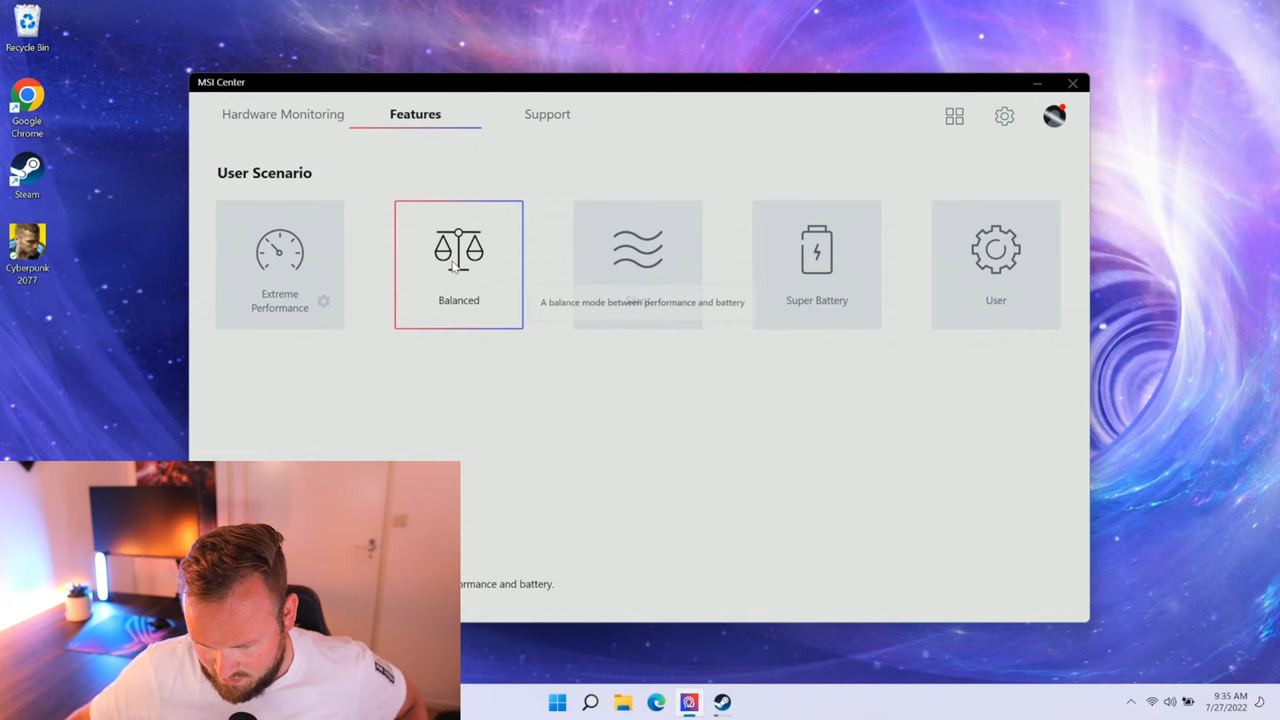 Recycle Bin
Google
Chrome
Steam
Cyberpunk
2077
MSI Center
Hardware Monitoring
Features
Support
User Scenario
Extreme
Performance
Balanced
A balance mode between performance and battery
Super Battery
User
ormance and battery.
9:35 AM
7/27/2022